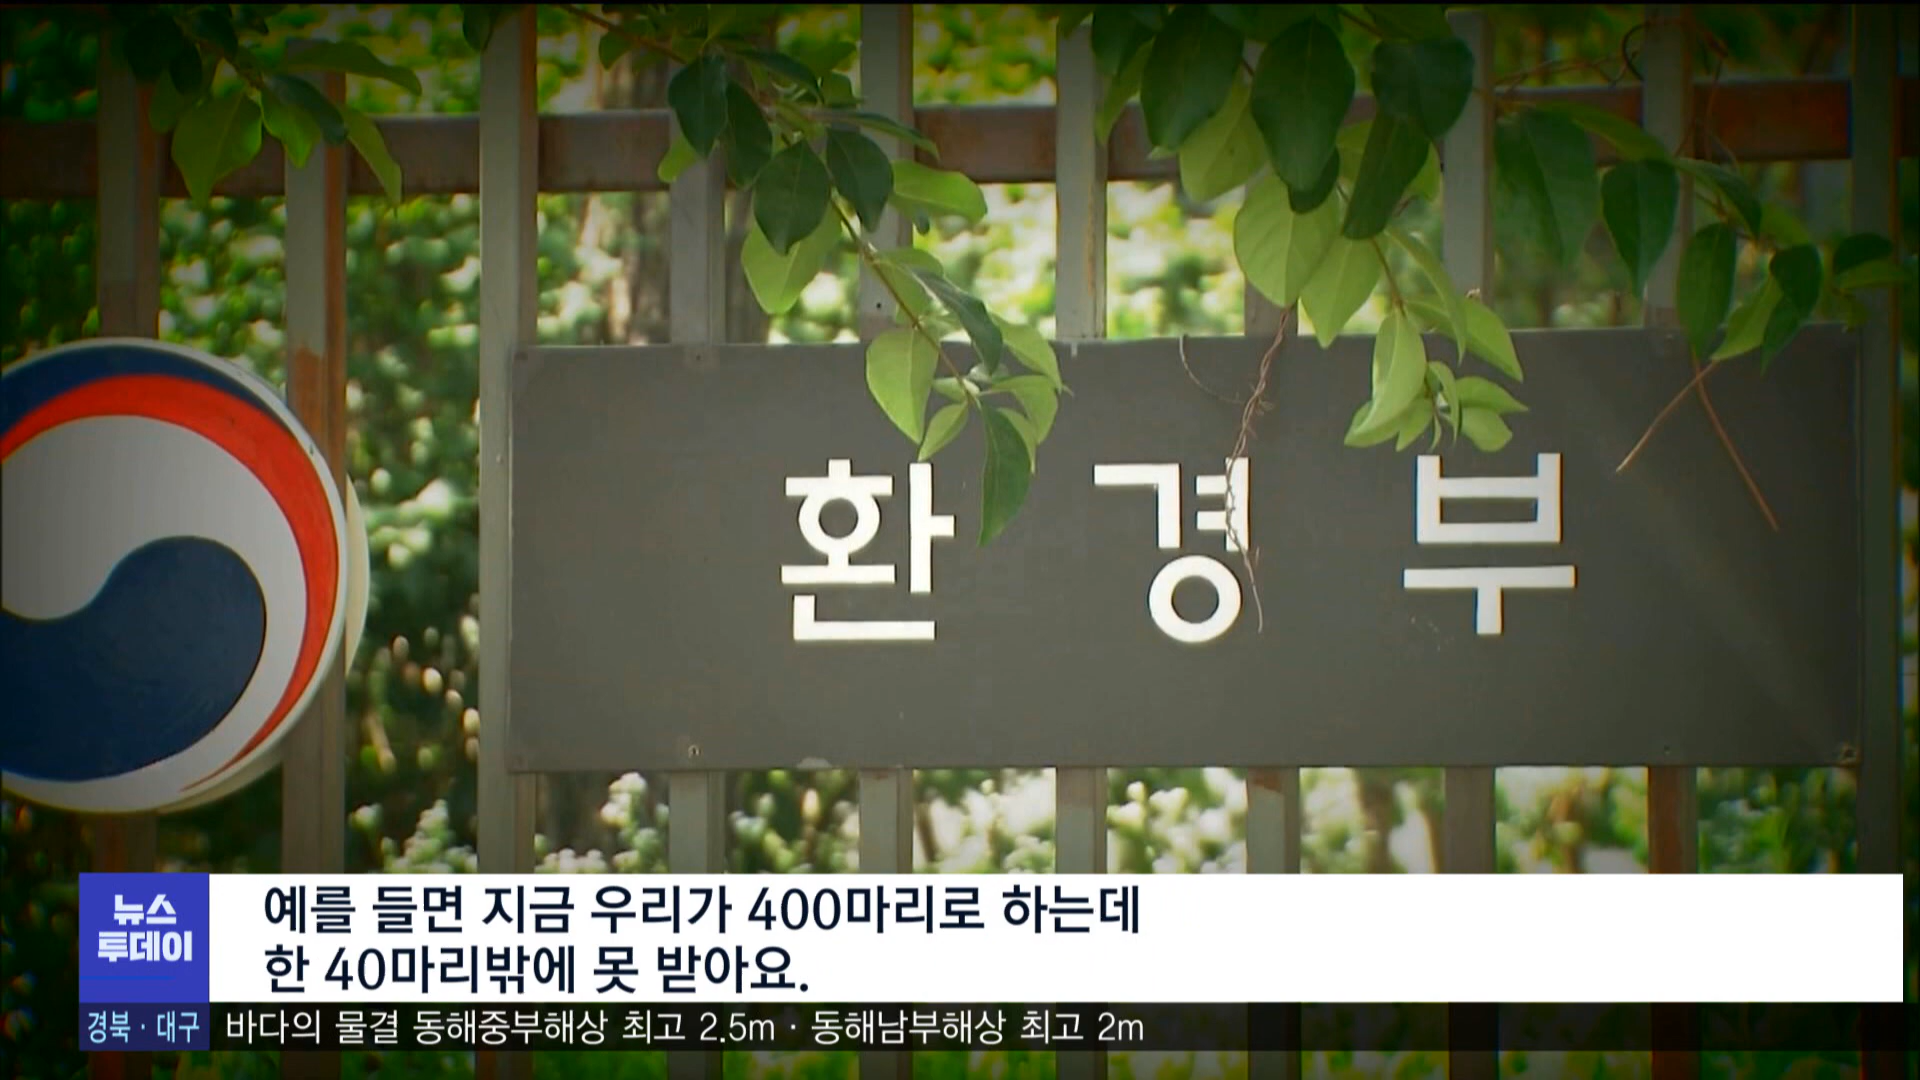 환경부
뉴스
투데이
예를 들면 지금 우리가 400마리로 하는데
한 40마리밖에 못 받아요.
경북·대구 바다의 물결 동해중부해상 최고 2.5m · 동해남부해상 최고 2m